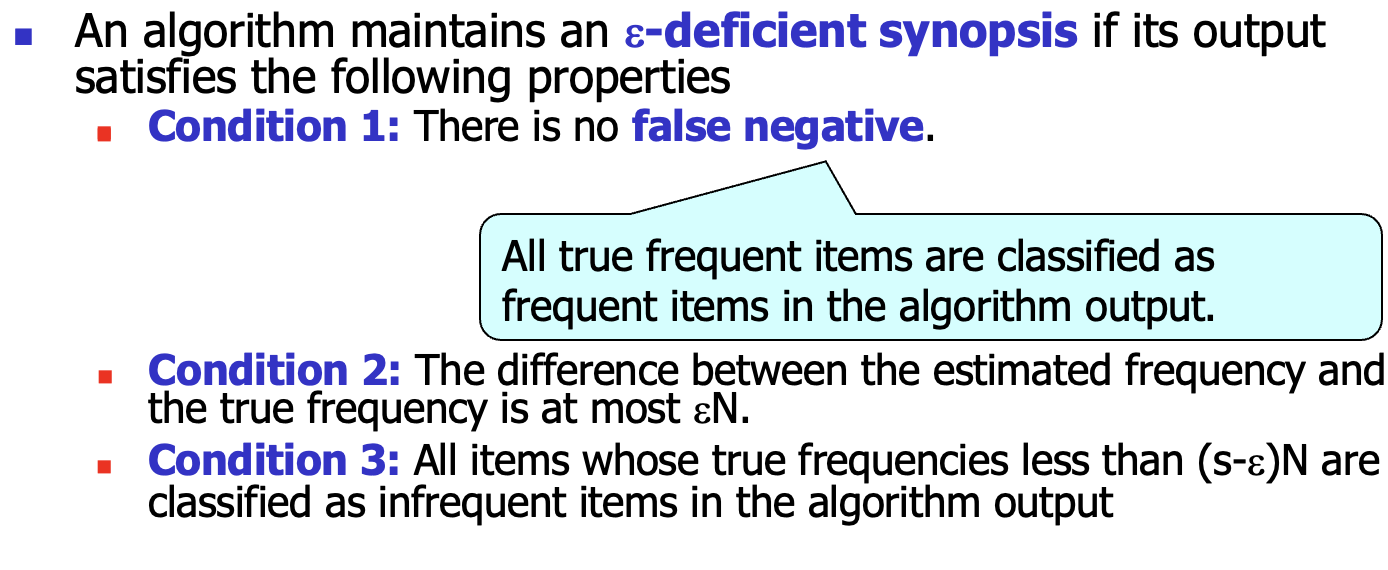 An algorithm maintains an ε-deficient synopsis if its output
satisfies the following properties
Condition 1: There is no false negative.
All true frequent items are classified as
frequent items in the algorithm output.
Condition 2: The difference between the estimated frequency and
the true frequency is at most εN.
Condition 3: All items whose true frequencies less than (s-ε)N are
classified as infrequent items in the algorithm output